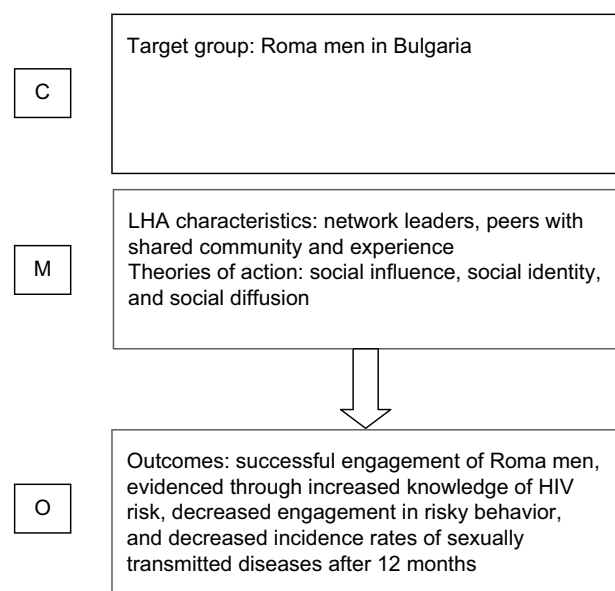 C
Target group: Roma men in Bulgaria
M
LHA characteristics: network leaders, peers with
shared community and experience
Theories of action: social influence, social identity,
and social diffusion
O
Outcomes: successful engagement of Roma men,
evidenced through increased knowledge of HIV
risk, decreased engagement in risky behavior,
and decreased incidence rates of sexually
transmitted diseases after 12 months